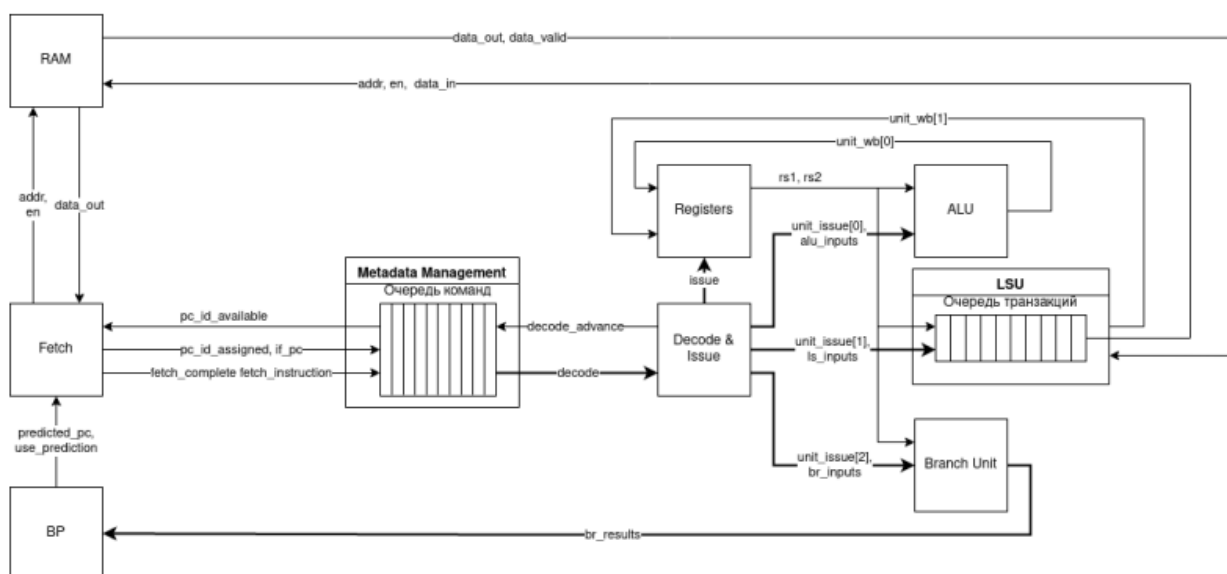 RAM
data_out, data_valid
addr, en, data_in
unit_wb[1]
unit_wb[0]
addr,
en
data_out
Registers
rs1, rs2
ALU
unit_issue[0],
alu_inputs
Metadata Management
Очередь команд
issue
LSU
Очередь транзакций
Fetch
pc_id_available
decode_advance
Decode &
Issue
pc_id_assigned, if_pc
unit_issue[1],
ls_inputs
fetch_complete fetch_instruction
decode
predicted_pc,
use_prediction
unit_issue[2],
br_inputs
Branch Unit
BP
br_results